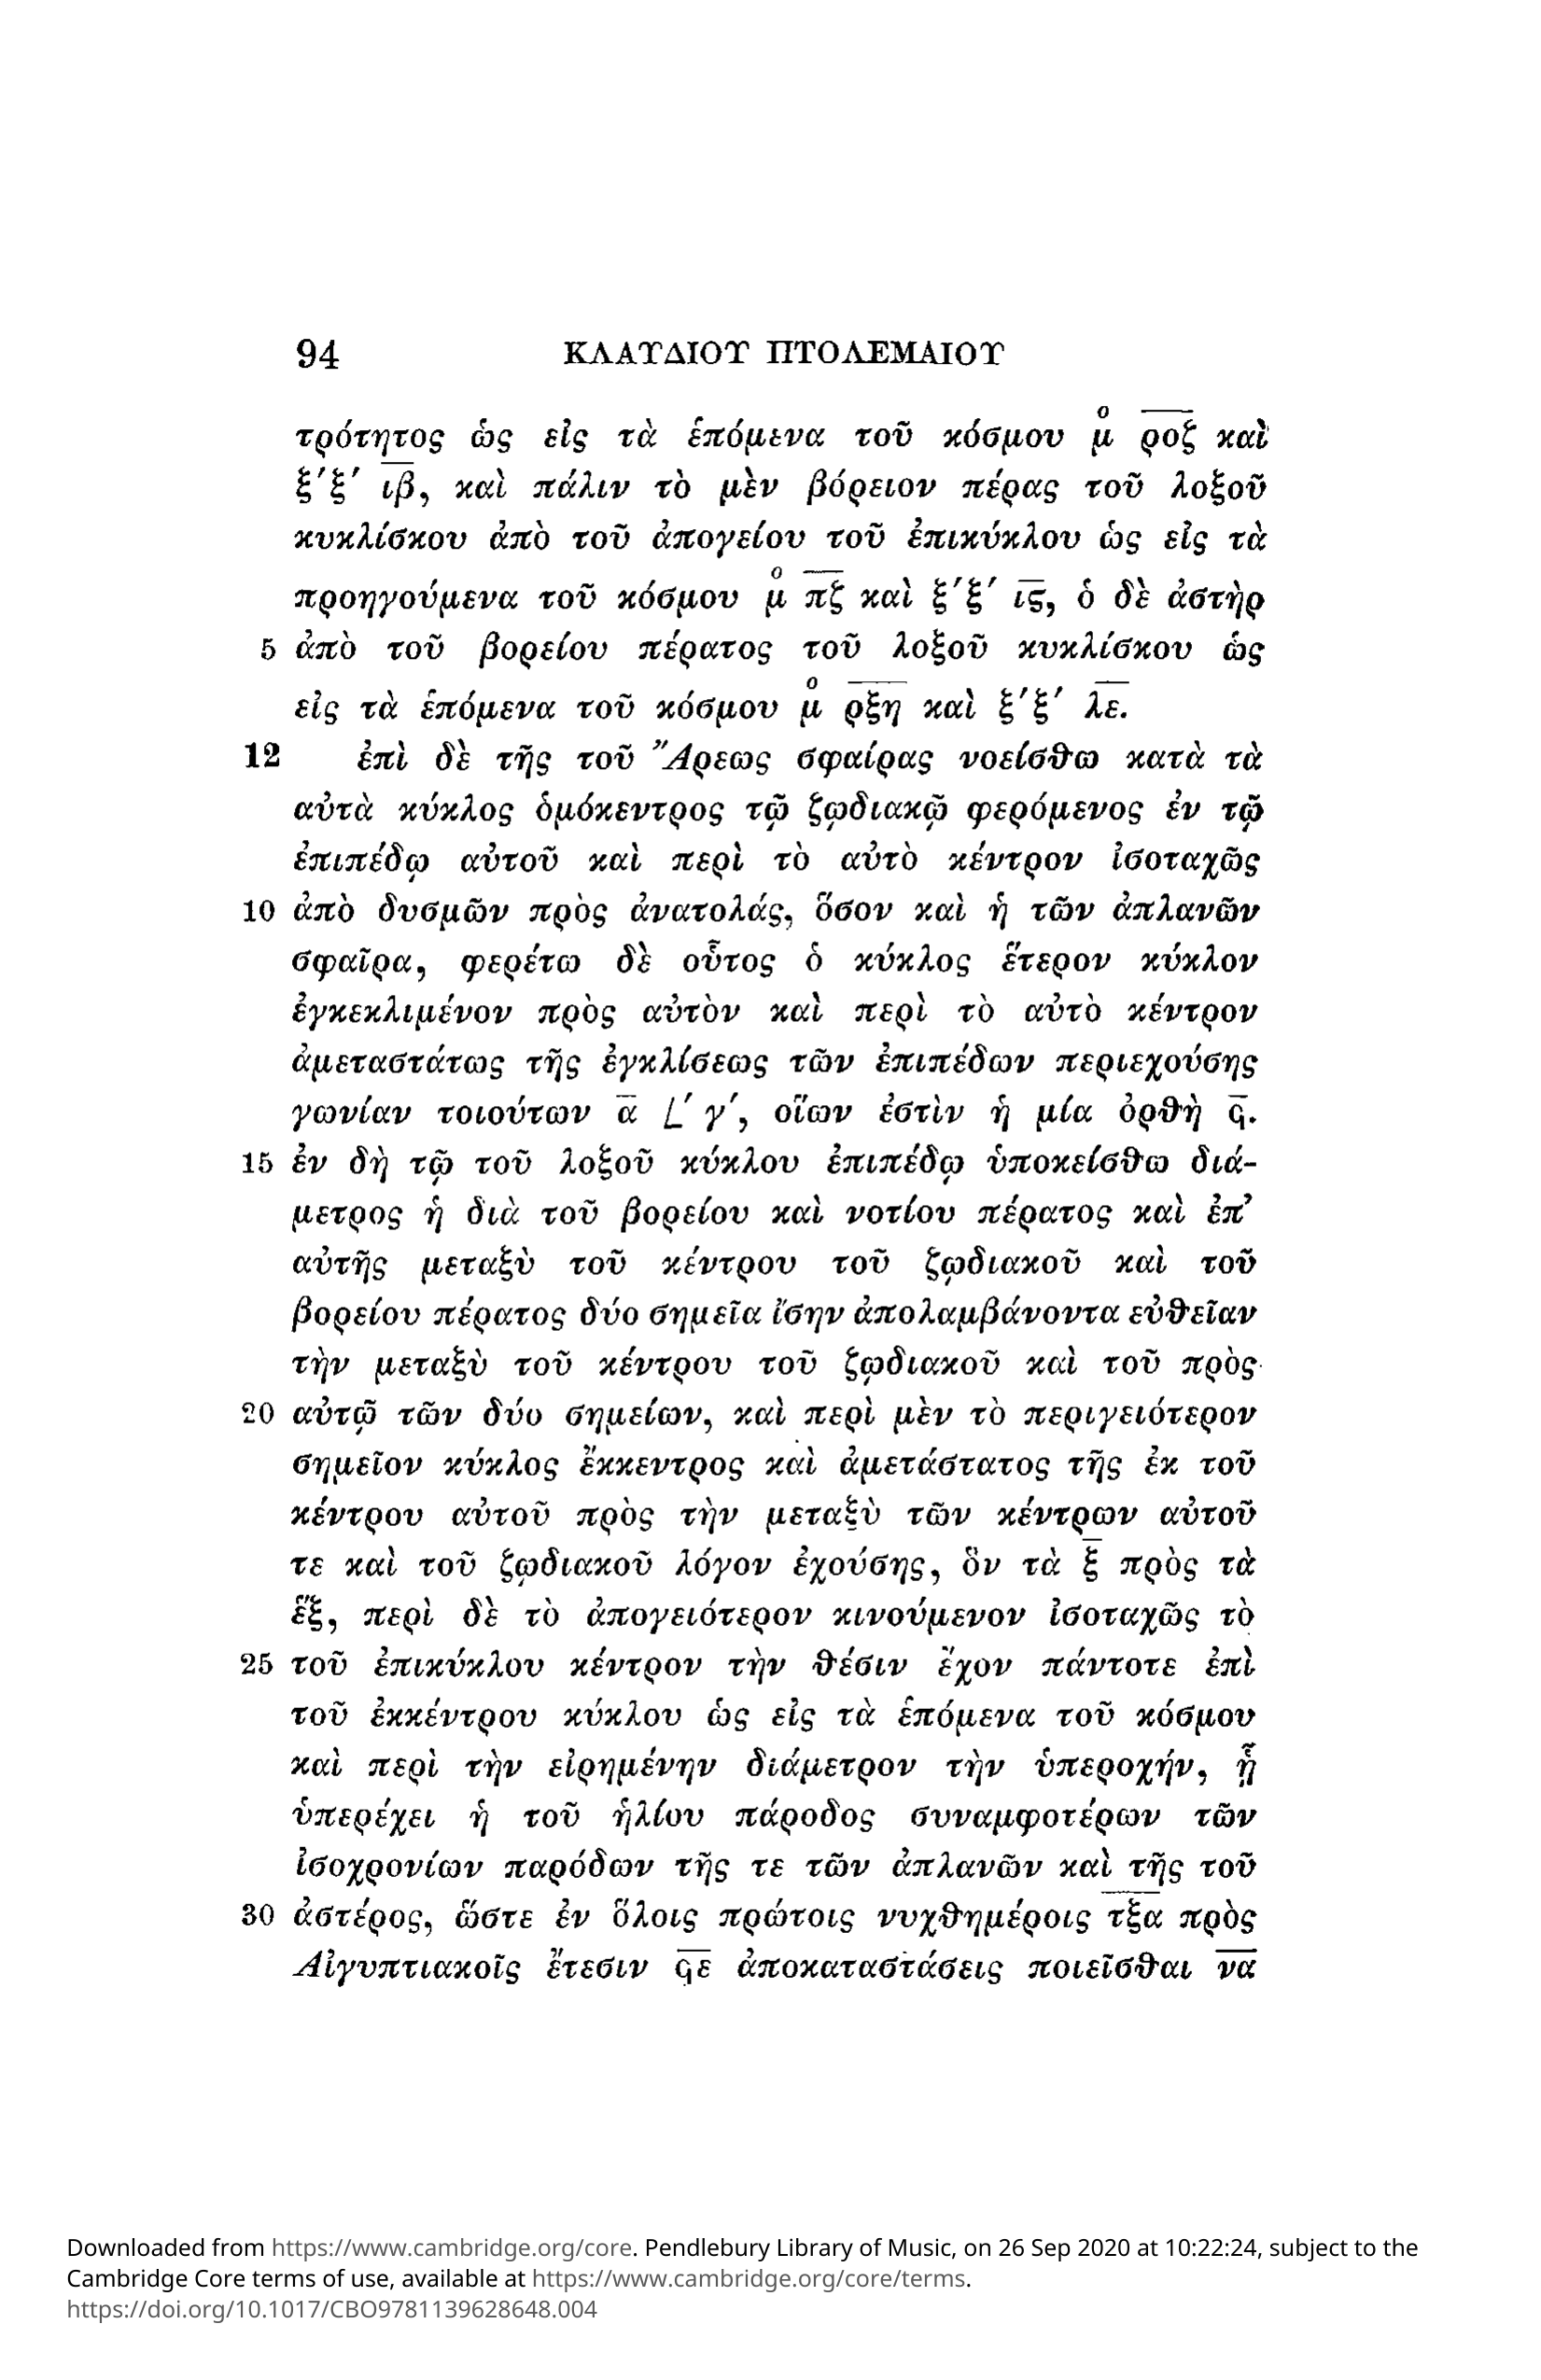 94 ΚΛΑΥΔΙΟΥ ΠΤΟΛΕΜΑΙΟΥ
τρότητος ὡς εἰς τὰ ἑπόμενα τοῦ κόσμου μ̊ ρ̅ο̅ζ̅ καὶ
ξ′ξ′ ι̅β̅, καὶ πάλιν τὸ μὲν βόρειον πέρας τοῦ λοξοῦ
κυκλίσκου ἀπὸ τοῦ ἀπογείου τοῦ ἐπικύκλου ὡς εἰς τὰ
προηγούμενα τοῦ κόσμου μ̊ π̅ζ̅ καὶ ξ′ξ′ ι̅ϛ̅, ὁ δὲ ἀστὴρ
5 ἀπὸ τοῦ βορείου πέρατος τοῦ λοξοῦ κυκλίσκου ὡς
εἰς τὰ ἑπόμενα τοῦ κόσμου μ̊ ρ̅ξ̅η̅ καὶ ξ′ξ′ λ̅ε̅.
12 ἐπὶ δὲ τῆς τοῦ Ἄρεως σφαίρας νοείσθω κατὰ τὰ
αὐτὰ κύκλος ὁμόκεντρος τῷ ζῳδιακῷ φερόμενος ἐν τῷ
ἐπιπέδῳ αὐτοῦ καὶ περὶ τὸ αὐτὸ κέντρον ἰσοταχῶς
10 ἀπὸ δυσμῶν πρὸς ἀνατολάς, ὅσον καὶ ἡ τῶν ἀπλανῶν
σφαῖρα, φερέτω δὲ οὗτος ὁ κύκλος ἕτερον κύκλον
ἐγκεκλιμένον πρὸς αὐτὸν καὶ περὶ τὸ αὐτὸ κέντρον
ἀμεταστάτως τῆς ἐγκλίσεως τῶν ἐπιπέδων περιεχούσης
γωνίαν τοιούτων α̅ 𐅵′ γ′, οἵων ἐστὶν ἡ μία ὀρθὴ ϟ̅.
15 ἐν δὴ τῷ τοῦ λοξοῦ κύκλου ἐπιπέδῳ ὑποκείσθω διά-
μετρος ἡ διὰ τοῦ βορείου καὶ νοτίου πέρατος καὶ ἐπ’
αὐτῆς μεταξὺ τοῦ κέντρου τοῦ ζῳδιακοῦ καὶ τοῦ
βορείου πέρατος δύο σημεῖα ἴσην ἀπολαμβάνοντα εὐθεῖαν
τὴν μεταξὺ τοῦ κέντρου τοῦ ζῳδιακοῦ καὶ τοῦ πρὸς
20 αὐτῷ τῶν δύο σημείων, καὶ περὶ μὲν τὸ περιγειότερον
σημεῖον κύκλος ἔκκεντρος καὶ ἀμετάστατος τῆς ἐκ τοῦ
κέντρου αὐτοῦ πρὸς τὴν μεταξὺ τῶν κέντρων αὐτοῦ
τε καὶ τοῦ ζῳδιακοῦ λόγον ἐχούσης, ὃν τὰ ξ̅ πρὸς τὰ
ἕξ, περὶ δὲ τὸ ἀπογειότερον κινούμενον ἰσοταχῶς τὸ
25 τοῦ ἐπικύκλου κέντρον τὴν θέσιν ἔχον πάντοτε ἐπὶ
τοῦ ἐκκέντρου κύκλου ὡς εἰς τὰ ἑπόμενα τοῦ κόσμου
καὶ περὶ τὴν εἰρημένην διάμετρον τὴν ὑπεροχήν, ᾗ
ὑπερέχει ἡ τοῦ ἡλίου πάροδος συναμφοτέρων τῶν
ἰσοχρονίων παρόδων τῆς τε τῶν ἀπλανῶν καὶ τῆς τοῦ
30 ἀστέρος, ὥστε ἐν ὅλοις πρώτοις νυχθημέροις τ̅ξ̅α̅ πρὸς
Αἰγυπτιακοῖς ἔτεσιν ϟ̅ε̅ ἀποκαταστάσεις ποιεῖσθαι ν̅α̅
Downloaded from https://www.cambridge.org/core. Pendlebury Library of Music, on 26 Sep 2020 at 10:22:24, subject to the
Cambridge Core terms of use, available at https://www.cambridge.org/core/terms.
https://doi.org/10.1017/CBO9781139628648.004